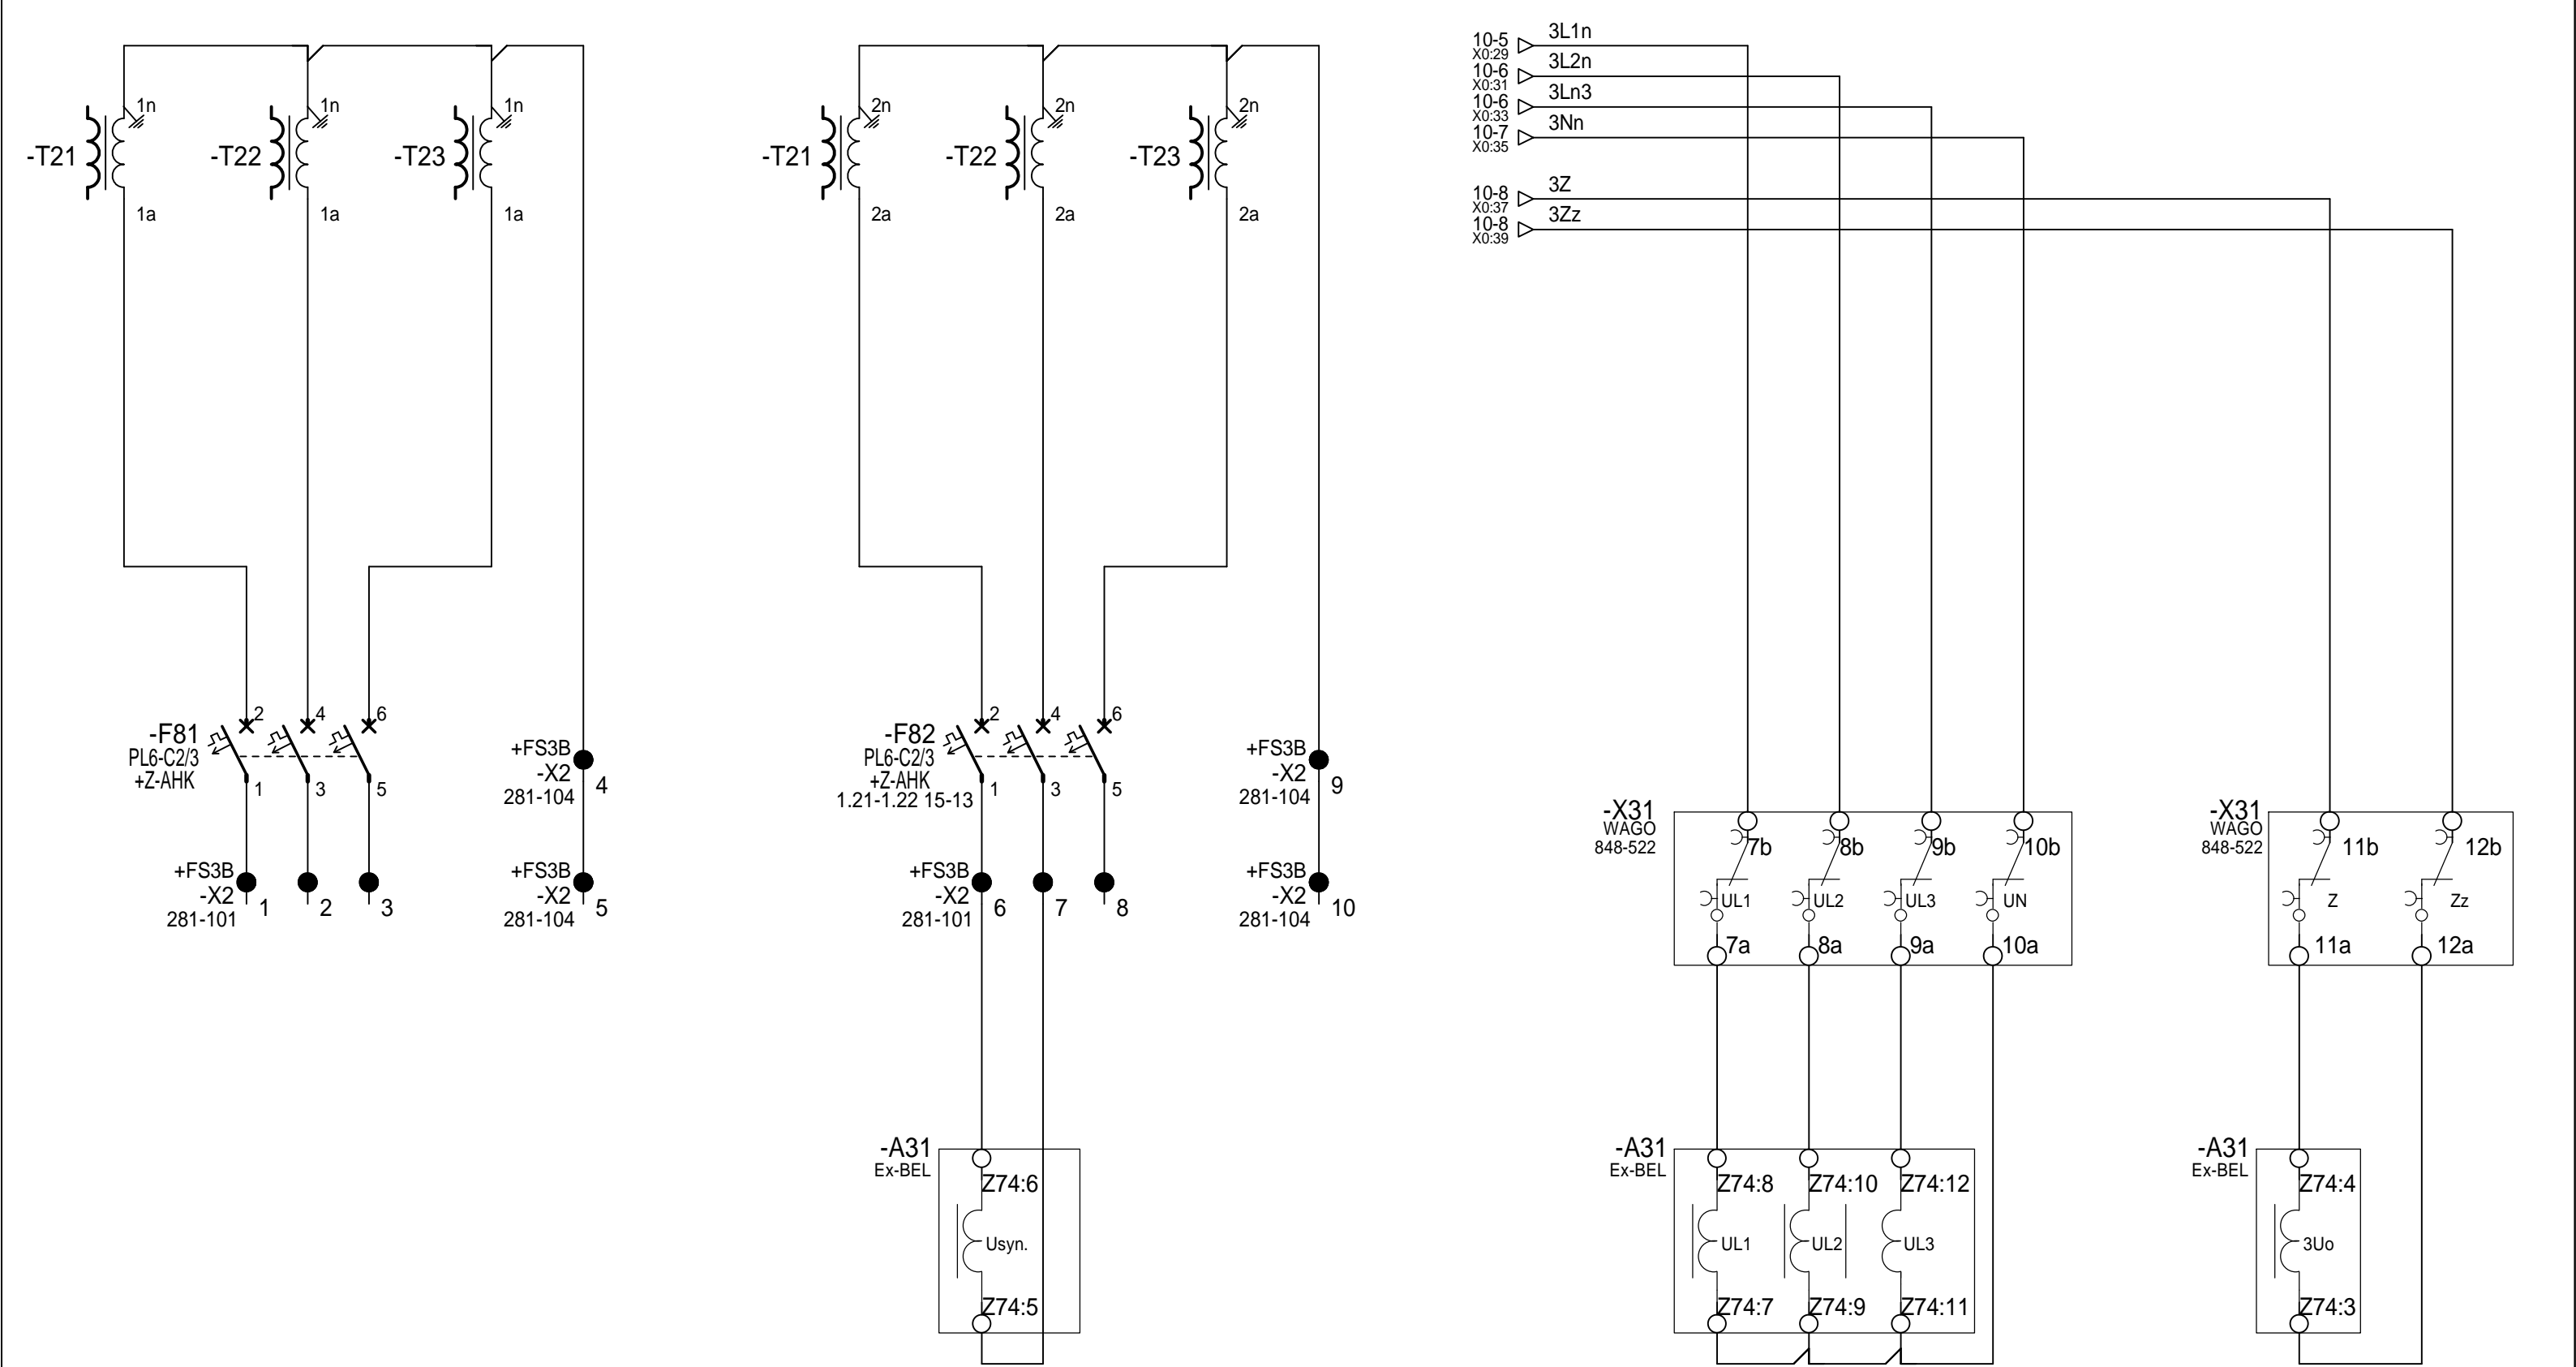 1n 1n 1n
-T21 -T22 -T23
1a 1a 1a
-F81
PL6-C2/3
+Z-AHK
2 4 6
1 3 5
+FS3B
-X2
281-104
4
+FS3B
-X2
281-101
1 2 3
+FS3B
-X2
281-104
5
2n 2n 2n
-T21 -T22 -T23
2a 2a 2a
-F82
PL6-C2/3
+Z-AHK
1.21-1.22 15-13
2 4 6
1 3 5
+FS3B
-X2
281-104
9
+FS3B
-X2
281-101
6 7 8
+FS3B
-X2
281-104
10
-A31
Ex-BEL
Z74:6
Usyn.
Z74:5
10-5 3L1n
X0:29
10-6 3L2n
X0:31
10-6 3Ln3
X0:33
10-7 3Nn
X0:35
10-8 3Z
X0:37
10-8 3Zz
X0:39
-X31
WAGO
848-522
7b 8b 9b 10b
UL1 UL2 UL3 UN
7a 8a 9a 10a
-X31
WAGO
848-522
11b 12b
Z Zz
11a 12a
-A31
Ex-BEL
Z74:8 Z74:10 Z74:12
UL1 UL2 UL3
Z74:7 Z74:9 Z74:11
-A31
Ex-BEL
Z74:4
3Uo
Z74:3